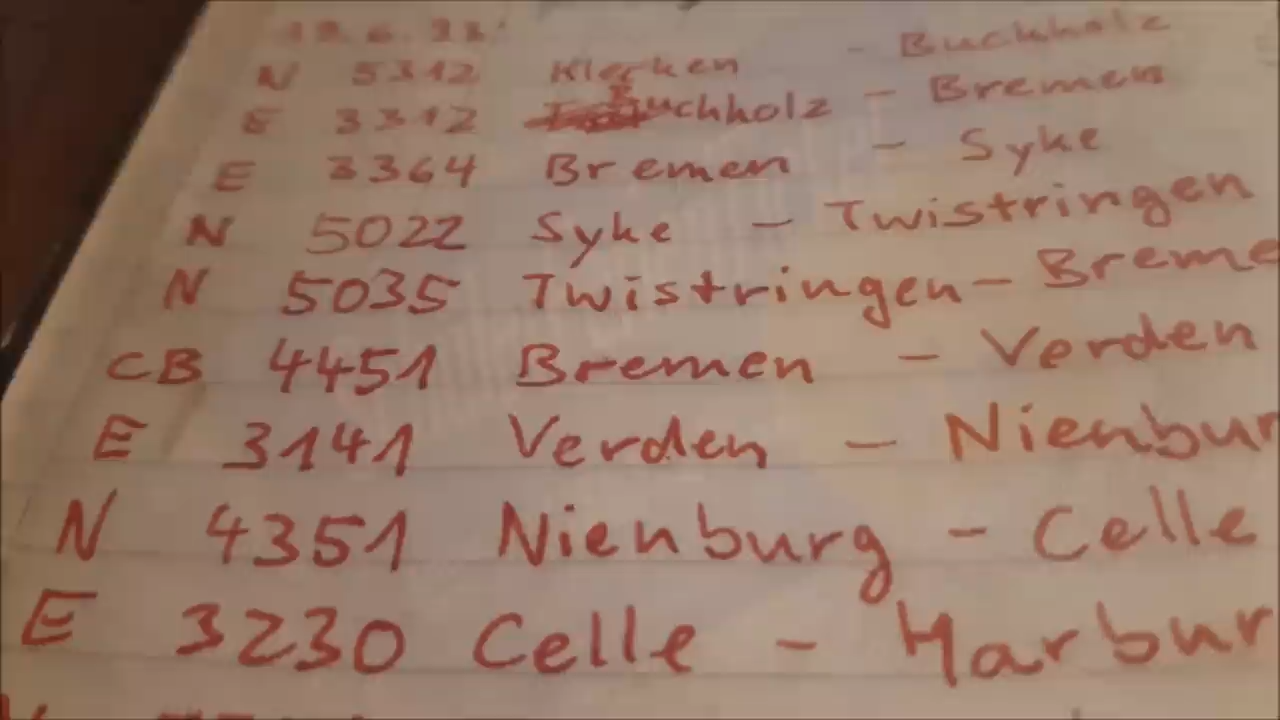 N 5312 Klecken - Buchholz
E 3312 Buchholz - Bremen
E 3364 Bremen - Syke
N 5022 Syke - Twistringen
N 5035 Twistringen - Breme
CB 4451 Bremen - Verden
E 3141 Verden - Nienbur
N 4351 Nienburg - Celle
E 3230 Celle - Harbur